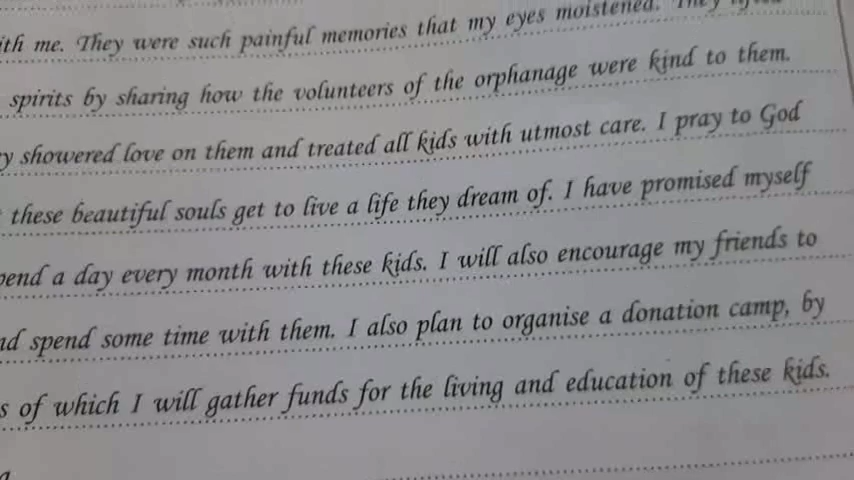 with me. They were such painful memories that my eyes moistened. They
spirits by sharing how the volunteers of the orphanage were kind to them.
showered love on them and treated all kids with utmost care. I pray to God
these beautiful souls get to live a life they dream of. I have promised myself
spend a day every month with these kids. I will also encourage my friends to
and spend some time with them. I also plan to organise a donation camp, by
of which I will gather funds for the living and education of these kids.